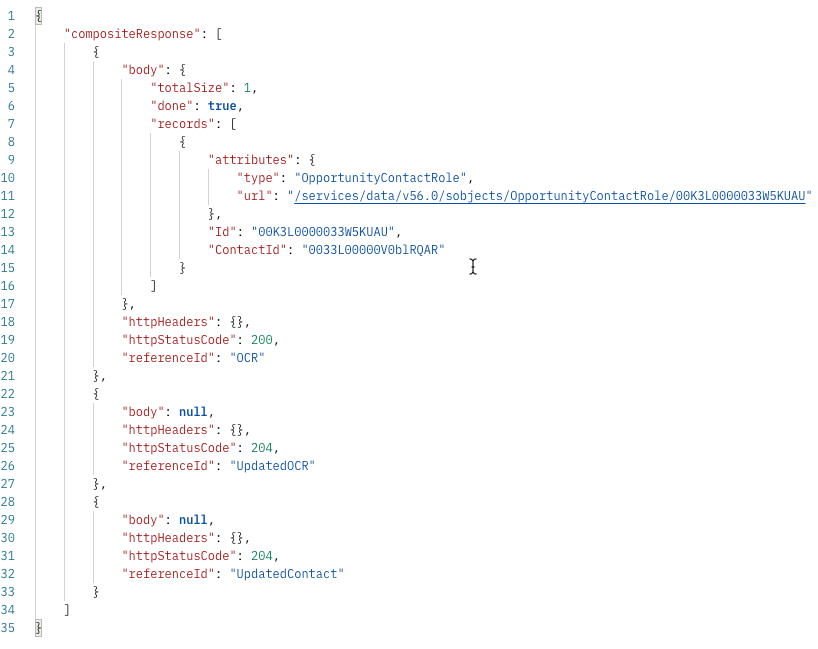 1 {
2 "compositeResponse": [
3 {
4 "body": {
5 "totalSize": 1,
6 "done": true,
7 "records": [
8 {
9 "attributes": {
10 "type": "OpportunityContactRole",
11 "url": "/services/data/v56.0/sobjects/OpportunityContactRole/00K3L0000033W5KUAU"
12 },
13 "Id": "00K3L0000033W5KUAU",
14 "ContactId": "0033L00000V0blRQAR"
15 }
16 ]
17 },
18 "httpHeaders": {},
19 "httpStatusCode": 200,
20 "referenceId": "OCR"
21 },
22 {
23 "body": null,
24 "httpHeaders": {},
25 "httpStatusCode": 204,
26 "referenceId": "UpdatedOCR"
27 },
28 {
29 "body": null,
30 "httpHeaders": {},
31 "httpStatusCode": 204,
32 "referenceId": "UpdatedContact"
33 }
34 ]
35 }